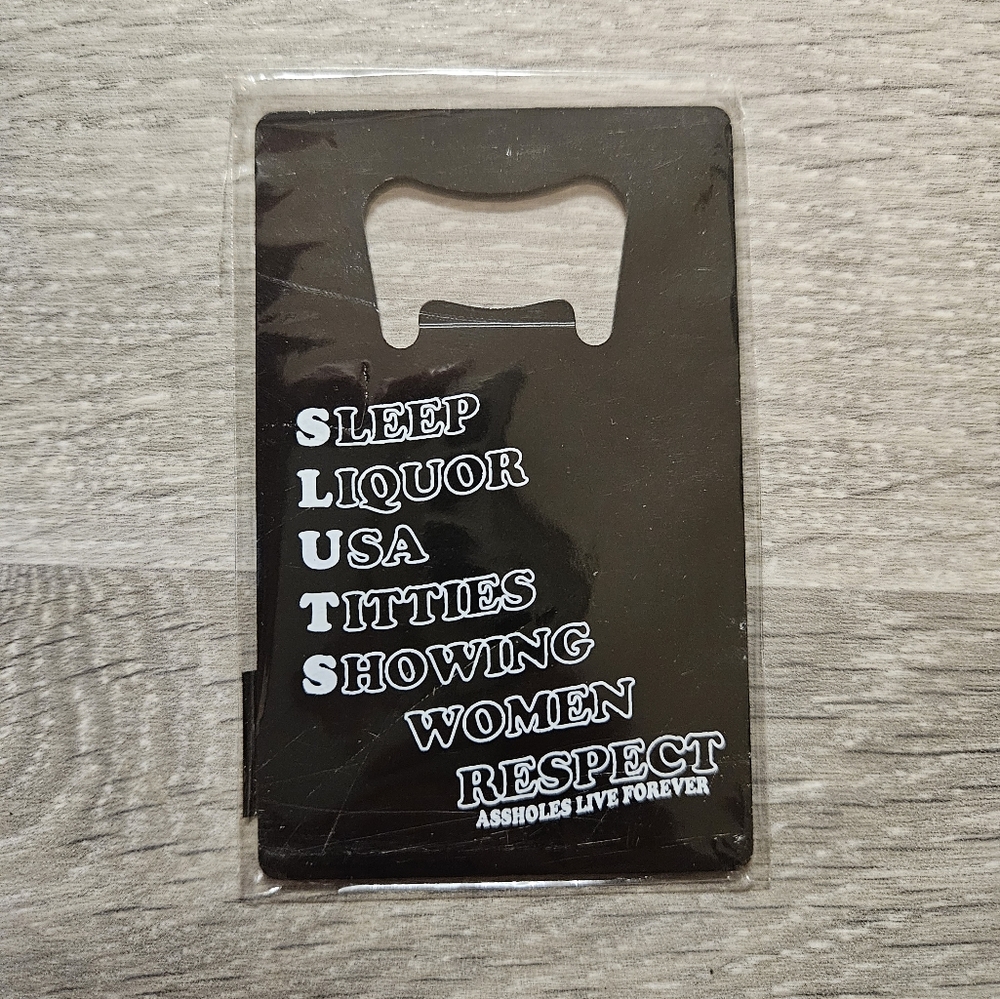 SLEEP
LIQUOR
USA
TITTIES
SHOWING
WOMEN
RESPECT
ASSHOLES LIVE FOREVER